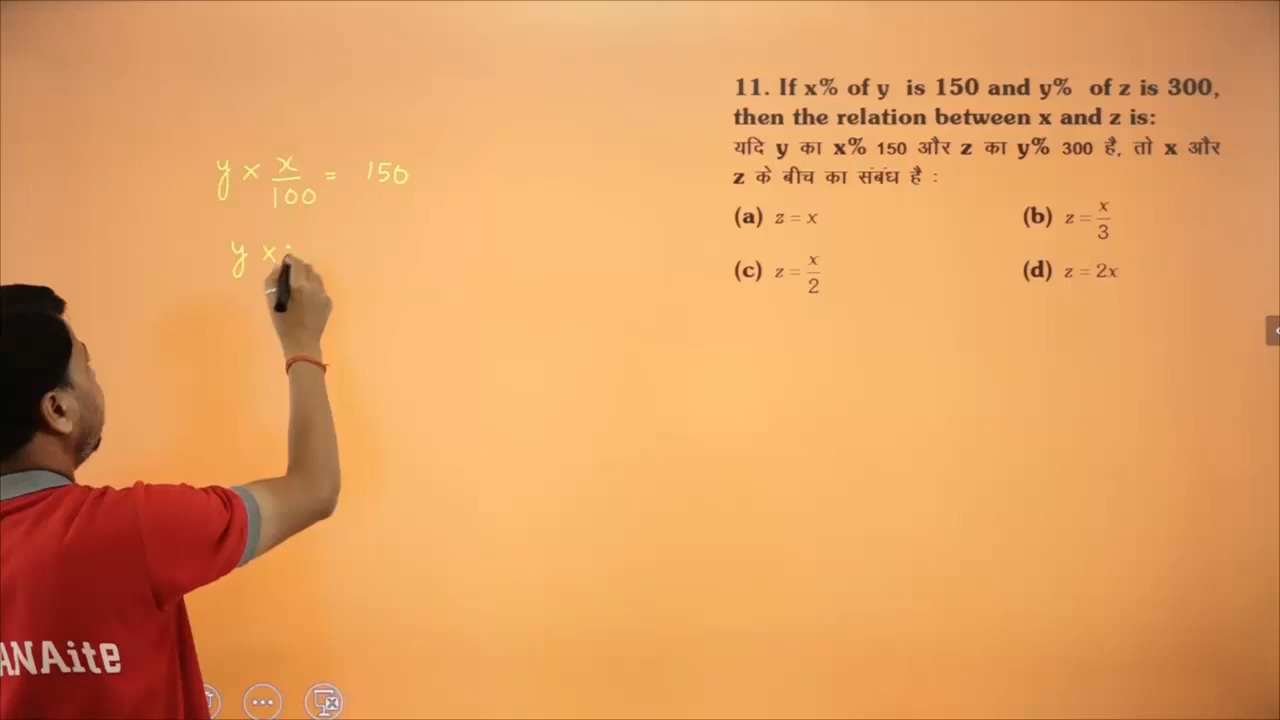 11. If x% of y is 150 and y% of z is 300,
then the relation between x and z is:
यदि y का x% 150 और z का y% 300 है, तो x और
z के बीच का संबंध है :
(a) z = x (b) z = x/3
(c) z = x/2 (d) z = 2x
y × x/100 = 150
y ×
ANAite